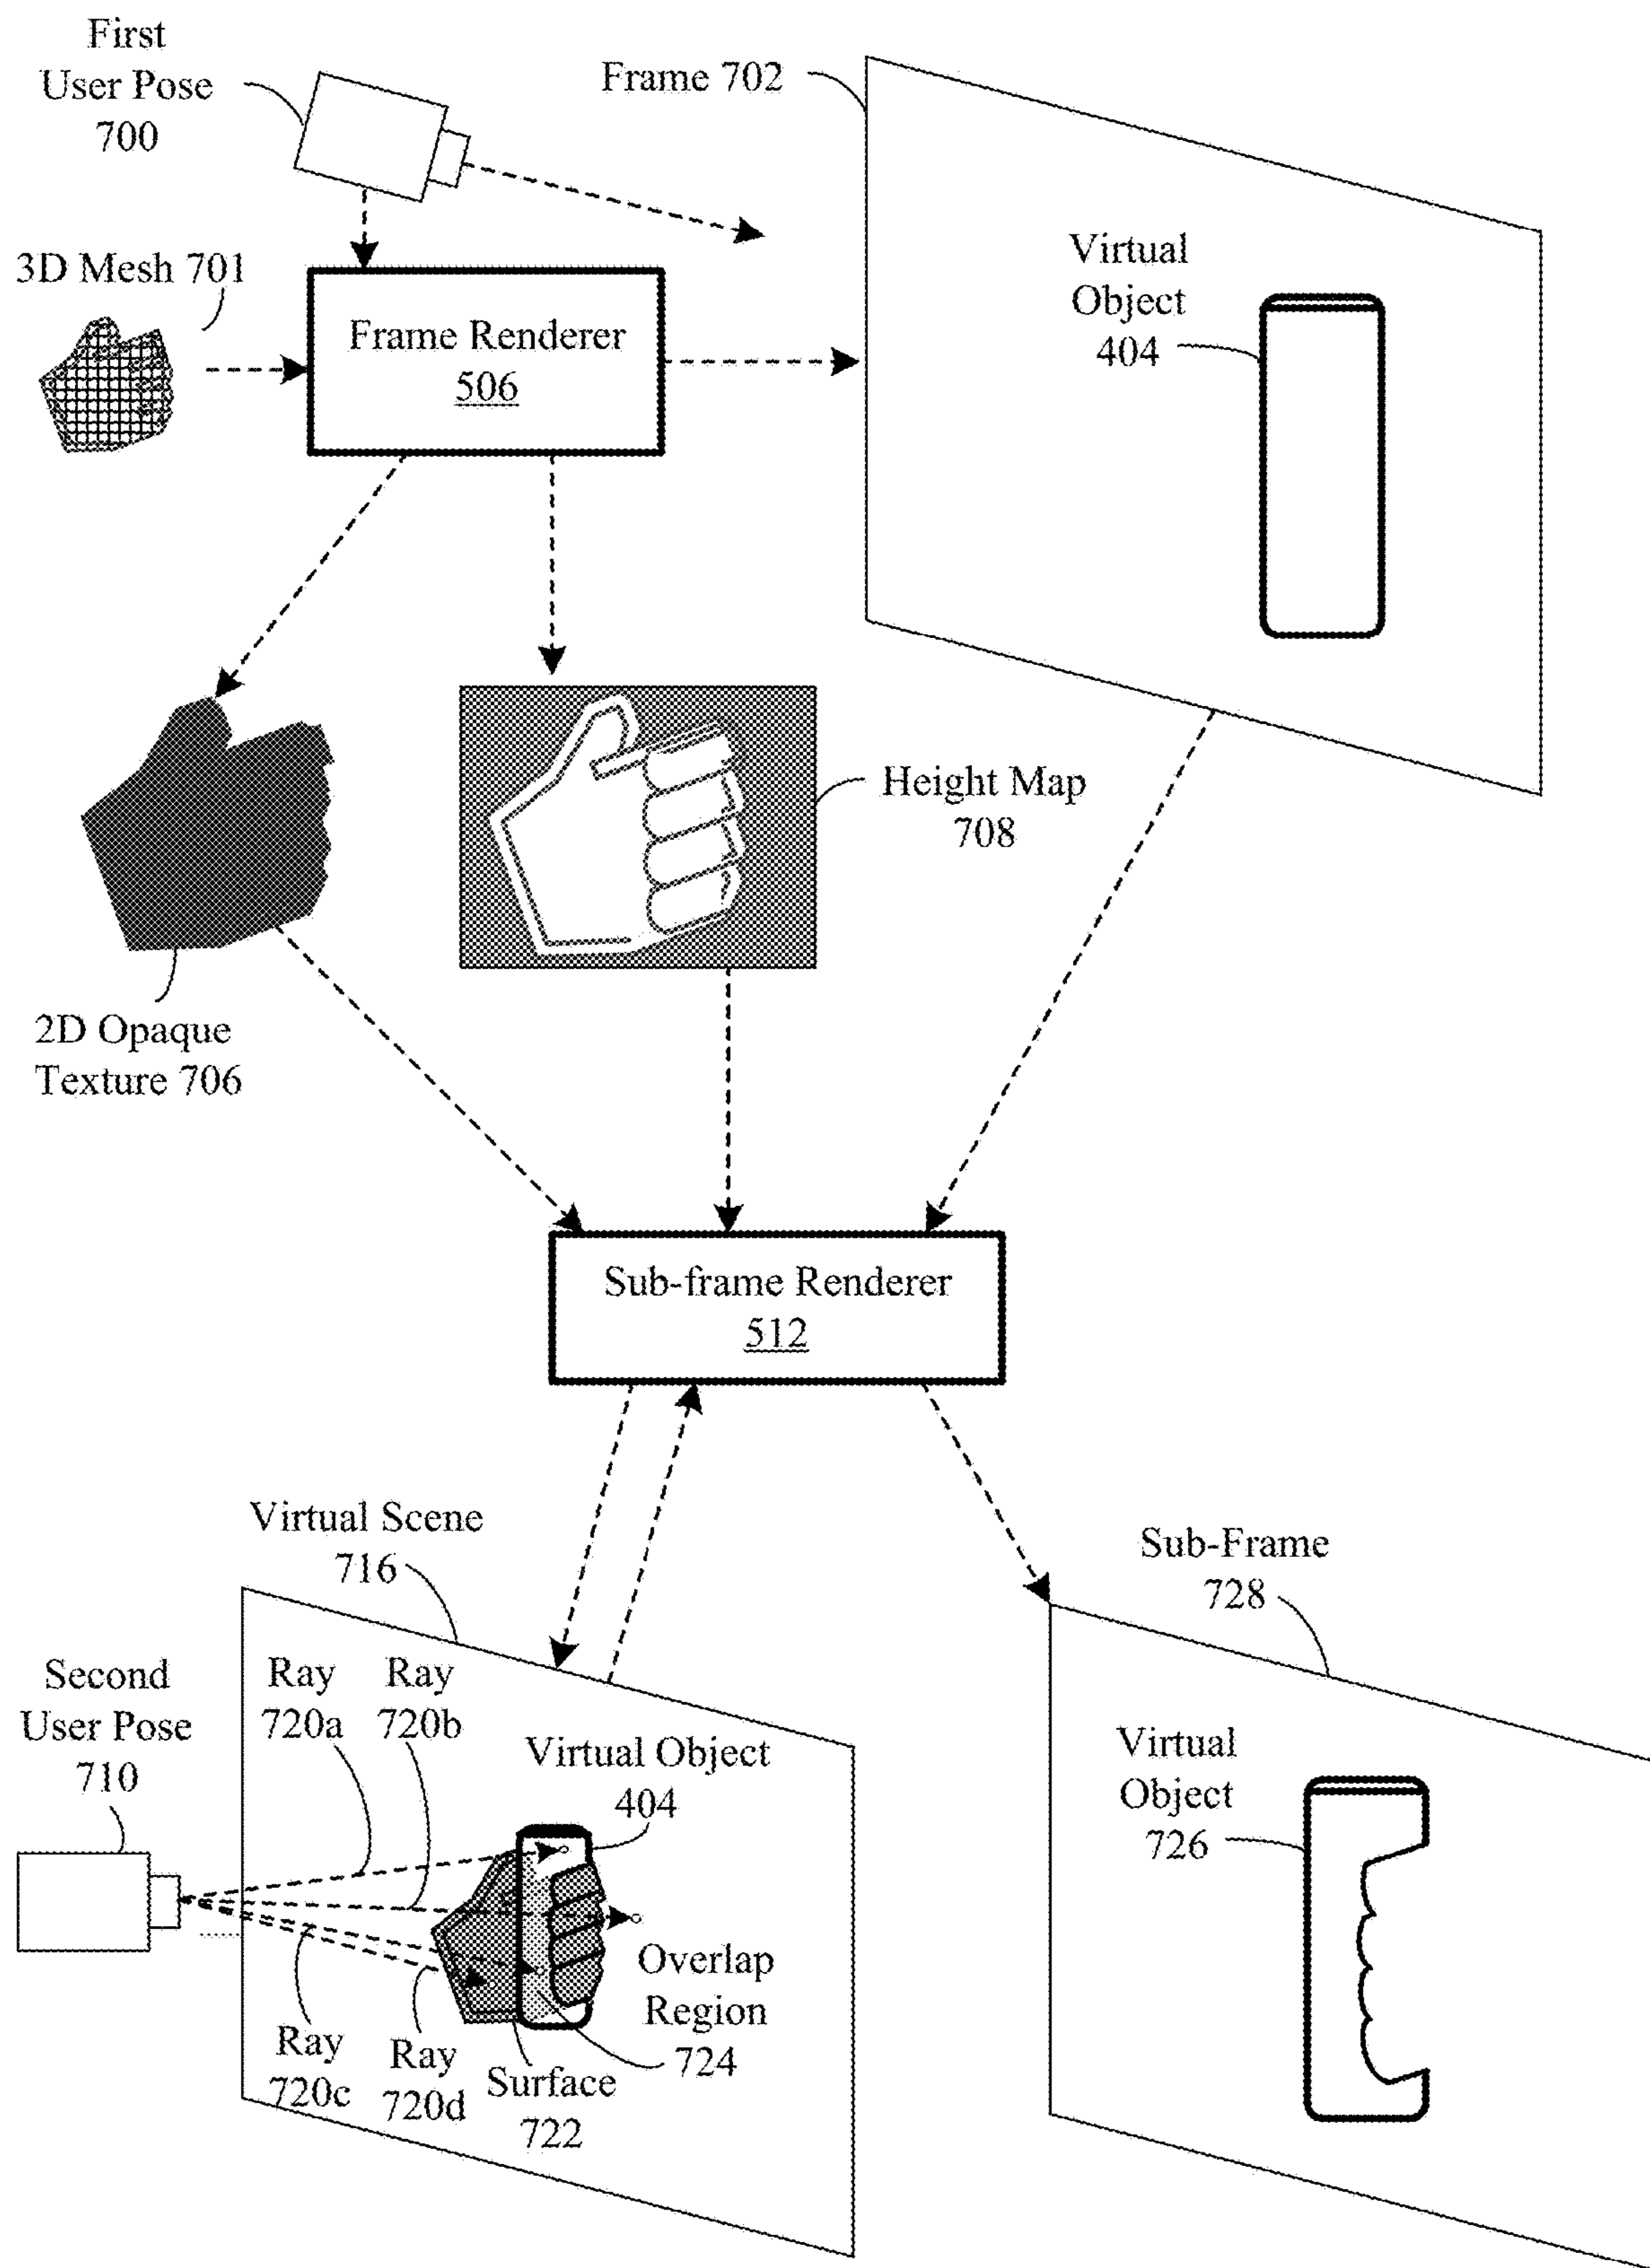 First
User Pose
700
Frame 702
3D Mesh 701
Frame Renderer
506
Virtual
Object
404
Height Map
708
2D Opaque
Texture 706
Sub-frame Renderer
512
Virtual Scene
716
Sub-Frame
728
Second
User Pose
710
Ray
720a
Ray
720b
Virtual Object
404
Virtual
Object
726
Overlap
Region
724
Ray
720c
Ray
720d
Surface
722